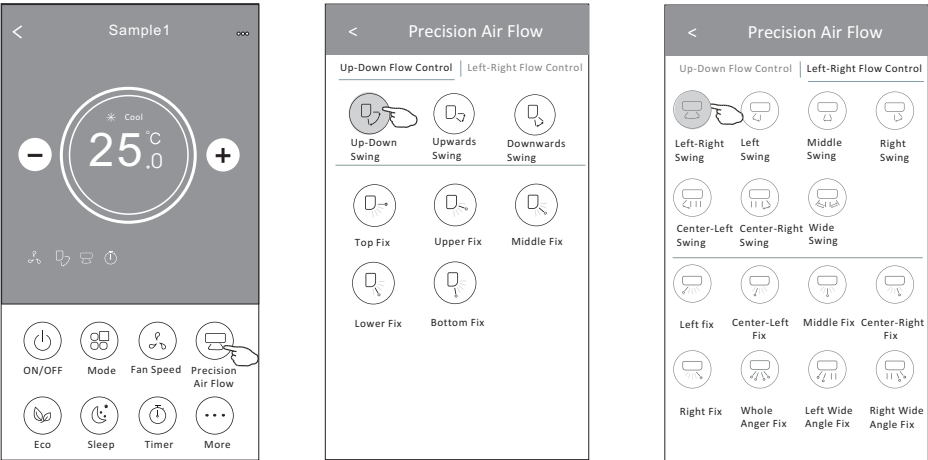 <
Sample1
Cool
25.0 °C
−
+
ON/OFF
Mode
Fan Speed
Precision
Air Flow
Eco
Sleep
Timer
More
<
Precision Air Flow
Up-Down Flow Control
Left-Right Flow Control
Up-Down
Swing
Upwards
Swing
Downwards
Swing
Top Fix
Upper Fix
Middle Fix
Lower Fix
Bottom Fix
<
Precision Air Flow
Up-Down Flow Control
Left-Right Flow Control
Left-Right
Swing
Left
Swing
Middle
Swing
Right
Swing
Center-Left
Swing
Center-Right
Swing
Wide
Swing
Left fix
Center-Left
Fix
Middle Fix
Center-Right
Fix
Right Fix
Whole
Anger Fix
Left Wide
Angle Fix
Right Wide
Angle Fix